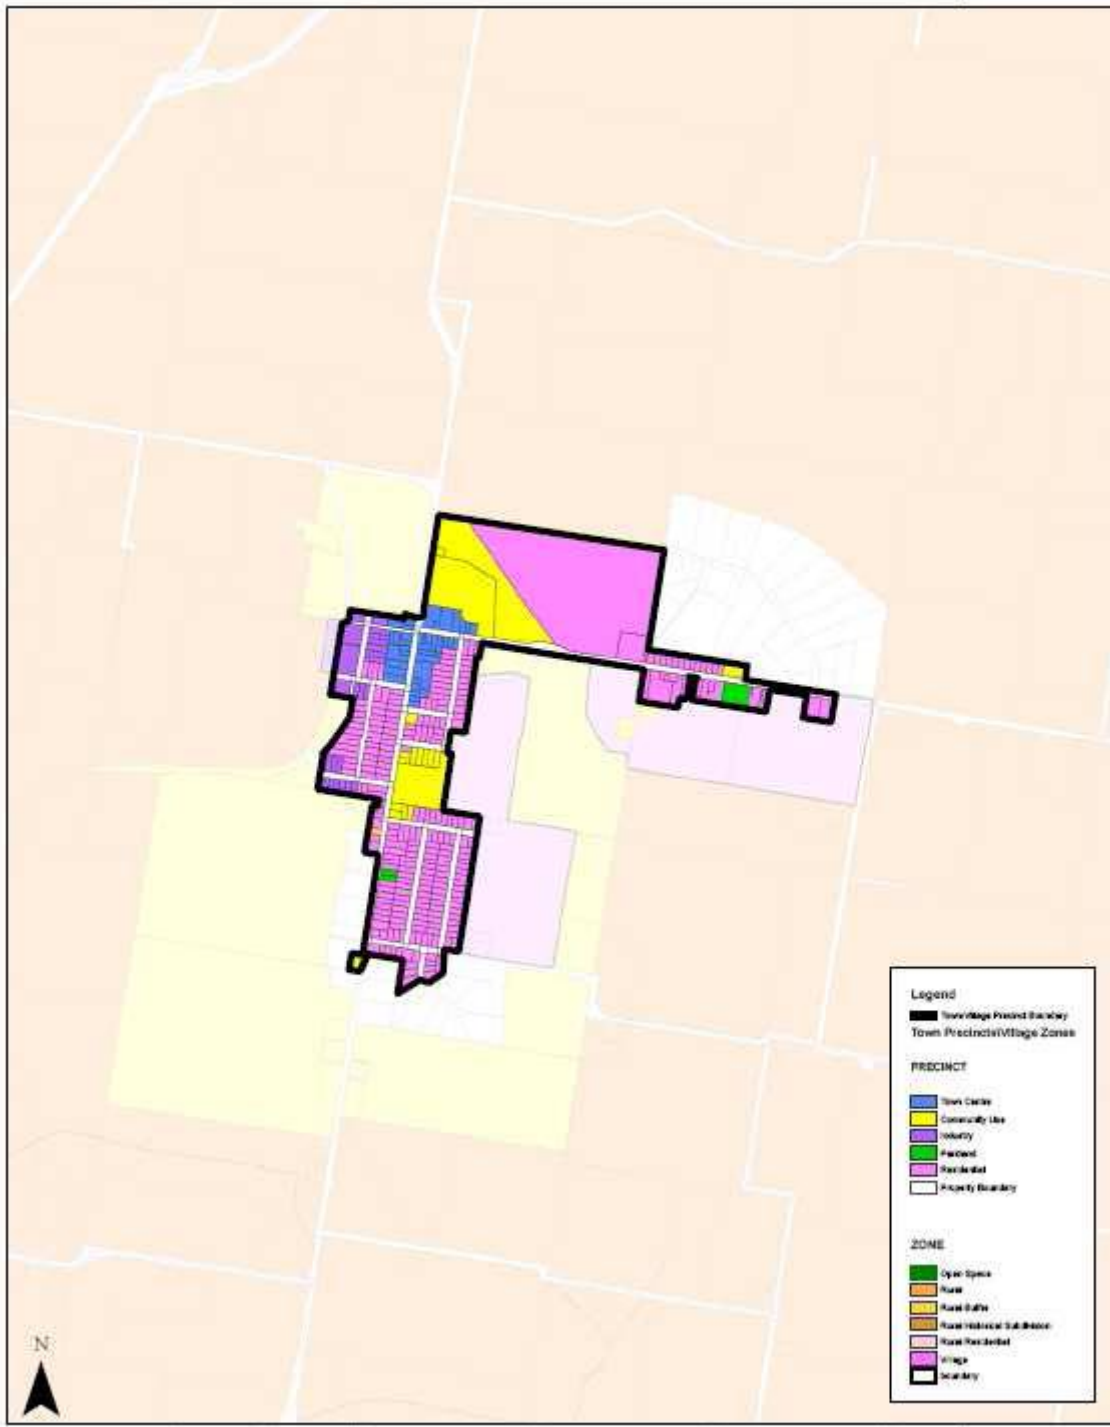 Legend
Town/Village Precinct Boundary
Town Precincts\Village Zones
PRECINCT
Town Centre
Community Use
Industry
Parkland
Residential
Property Boundary
ZONE
Open Space
Rural
Rural Buffer
Rural Historical Subdivision
Rural Residential
Village
boundary
N